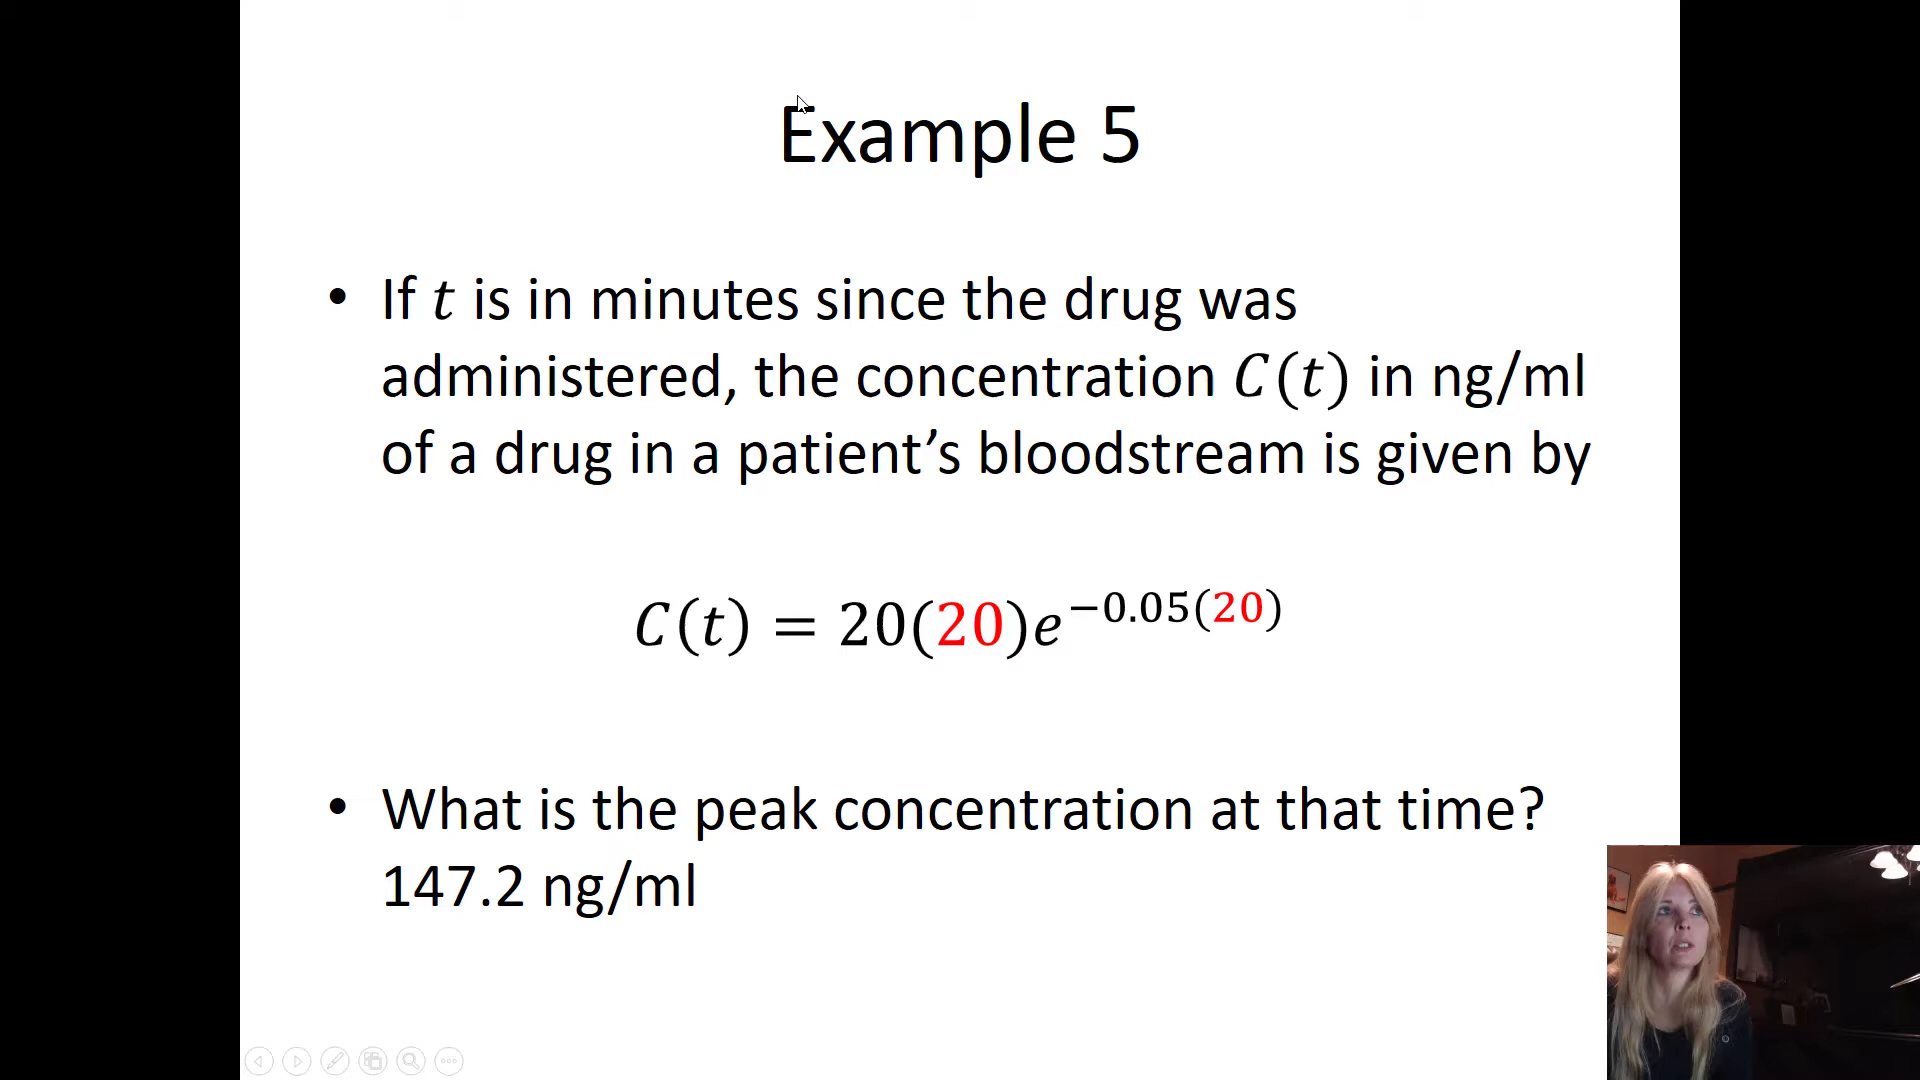 Example 5
• If t is in minutes since the drug was
administered, the concentration C(t) in ng/ml
of a drug in a patient’s bloodstream is given by
C(t) = 20(20)e^{−0.05(20)}
• What is the peak concentration at that time?
147.2 ng/ml